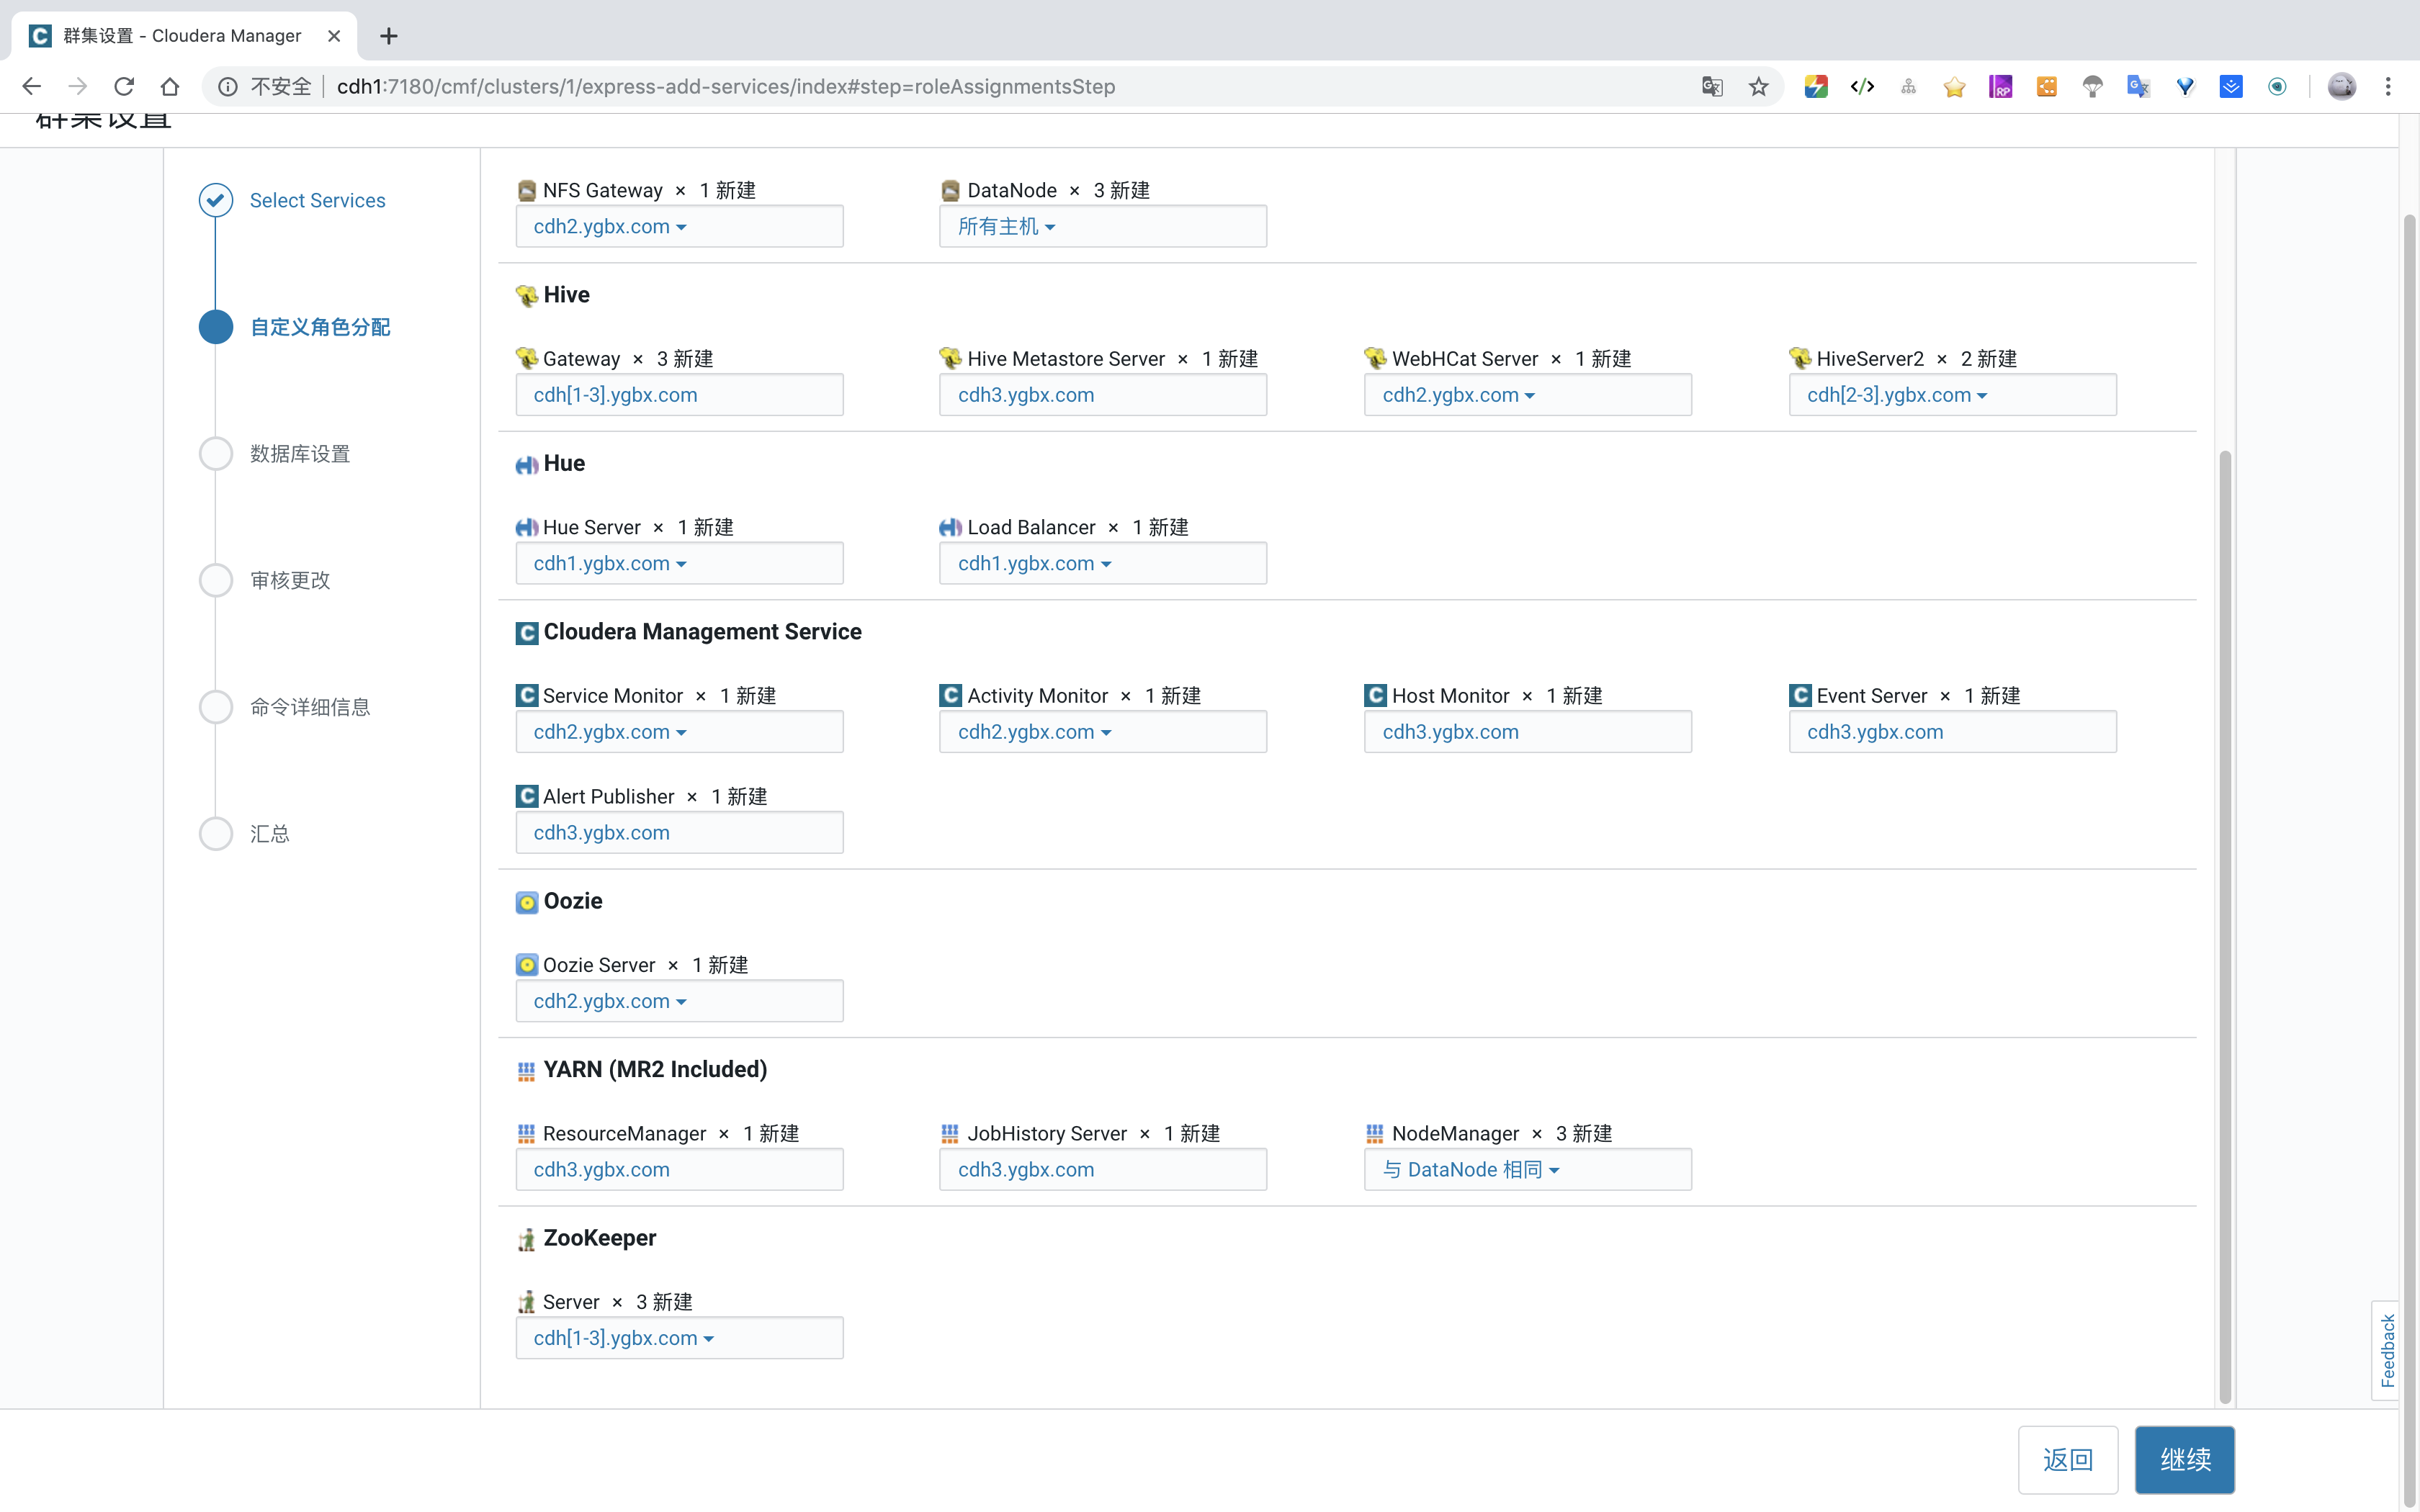 群集设置 - Cloudera Manager
不安全 cdh1:7180/cmf/clusters/1/express-add-services/index#step=roleAssignmentsStep
群集设置
Select Services
自定义角色分配
数据库设置
审核更改
命令详细信息
汇总
NFS Gateway × 1 新建 DataNode × 3 新建
cdh2.ygbx.com 所有主机
Hive
Gateway × 3 新建 Hive Metastore Server × 1 新建 WebHCat Server × 1 新建 HiveServer2 × 2 新建
cdh[1-3].ygbx.com cdh3.ygbx.com cdh2.ygbx.com cdh[2-3].ygbx.com
Hue
Hue Server × 1 新建 Load Balancer × 1 新建
cdh1.ygbx.com cdh1.ygbx.com
Cloudera Management Service
Service Monitor × 1 新建 Activity Monitor × 1 新建 Host Monitor × 1 新建 Event Server × 1 新建
cdh2.ygbx.com cdh2.ygbx.com cdh3.ygbx.com cdh3.ygbx.com
Alert Publisher × 1 新建
cdh3.ygbx.com
Oozie
Oozie Server × 1 新建
cdh2.ygbx.com
YARN (MR2 Included)
ResourceManager × 1 新建 JobHistory Server × 1 新建 NodeManager × 3 新建
cdh3.ygbx.com cdh3.ygbx.com 与 DataNode 相同
ZooKeeper
Server × 3 新建
cdh[1-3].ygbx.com
Feedback
返回 继续